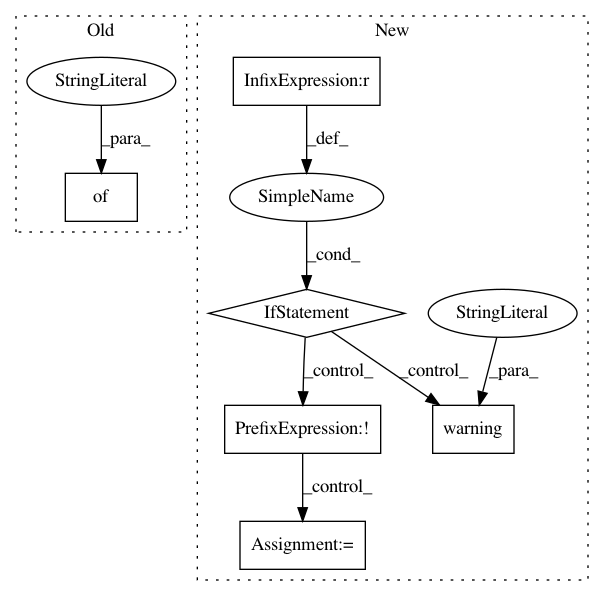 Old
New
StringLiteral
InfixExpression:r
_para_
_def_
of
SimpleName
_cond_
IfStatement
StringLiteral
_control_
_control_
_para_
PrefixExpression:!
warning
_control_
Assignment:=